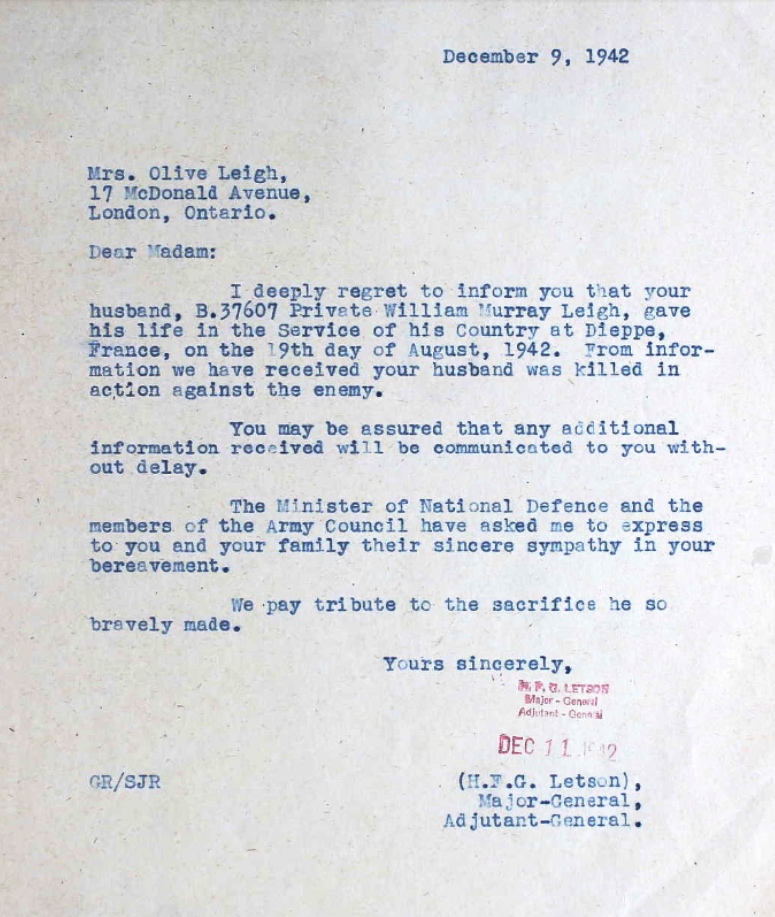 December 9, 1942
Mrs. Olive Leigh,
17 McDonald Avenue,
London, Ontario.
Dear Madam:
I deeply regret to inform you that your
husband, B.37607 Private William Murray Leigh, gave
his life in the Service of his Country at Dieppe,
France, on the 19th day of August, 1942. From infor-
mation we have received your husband was killed in
action against the enemy.
You may be assured that any additional
information received will be communicated to you with-
out delay.
The Minister of National Defence and the
members of the Army Council have asked me to express
to you and your family their sincere sympathy in your
bereavement.
We pay tribute to the sacrifice he so
bravely made.
Yours sincerely,
H. F. G. LETSON
Major - General
Adjutant - General
DEC 11 1942
GR/SJR
(H.F.G. Letson),
Major-General,
Adjutant-General.